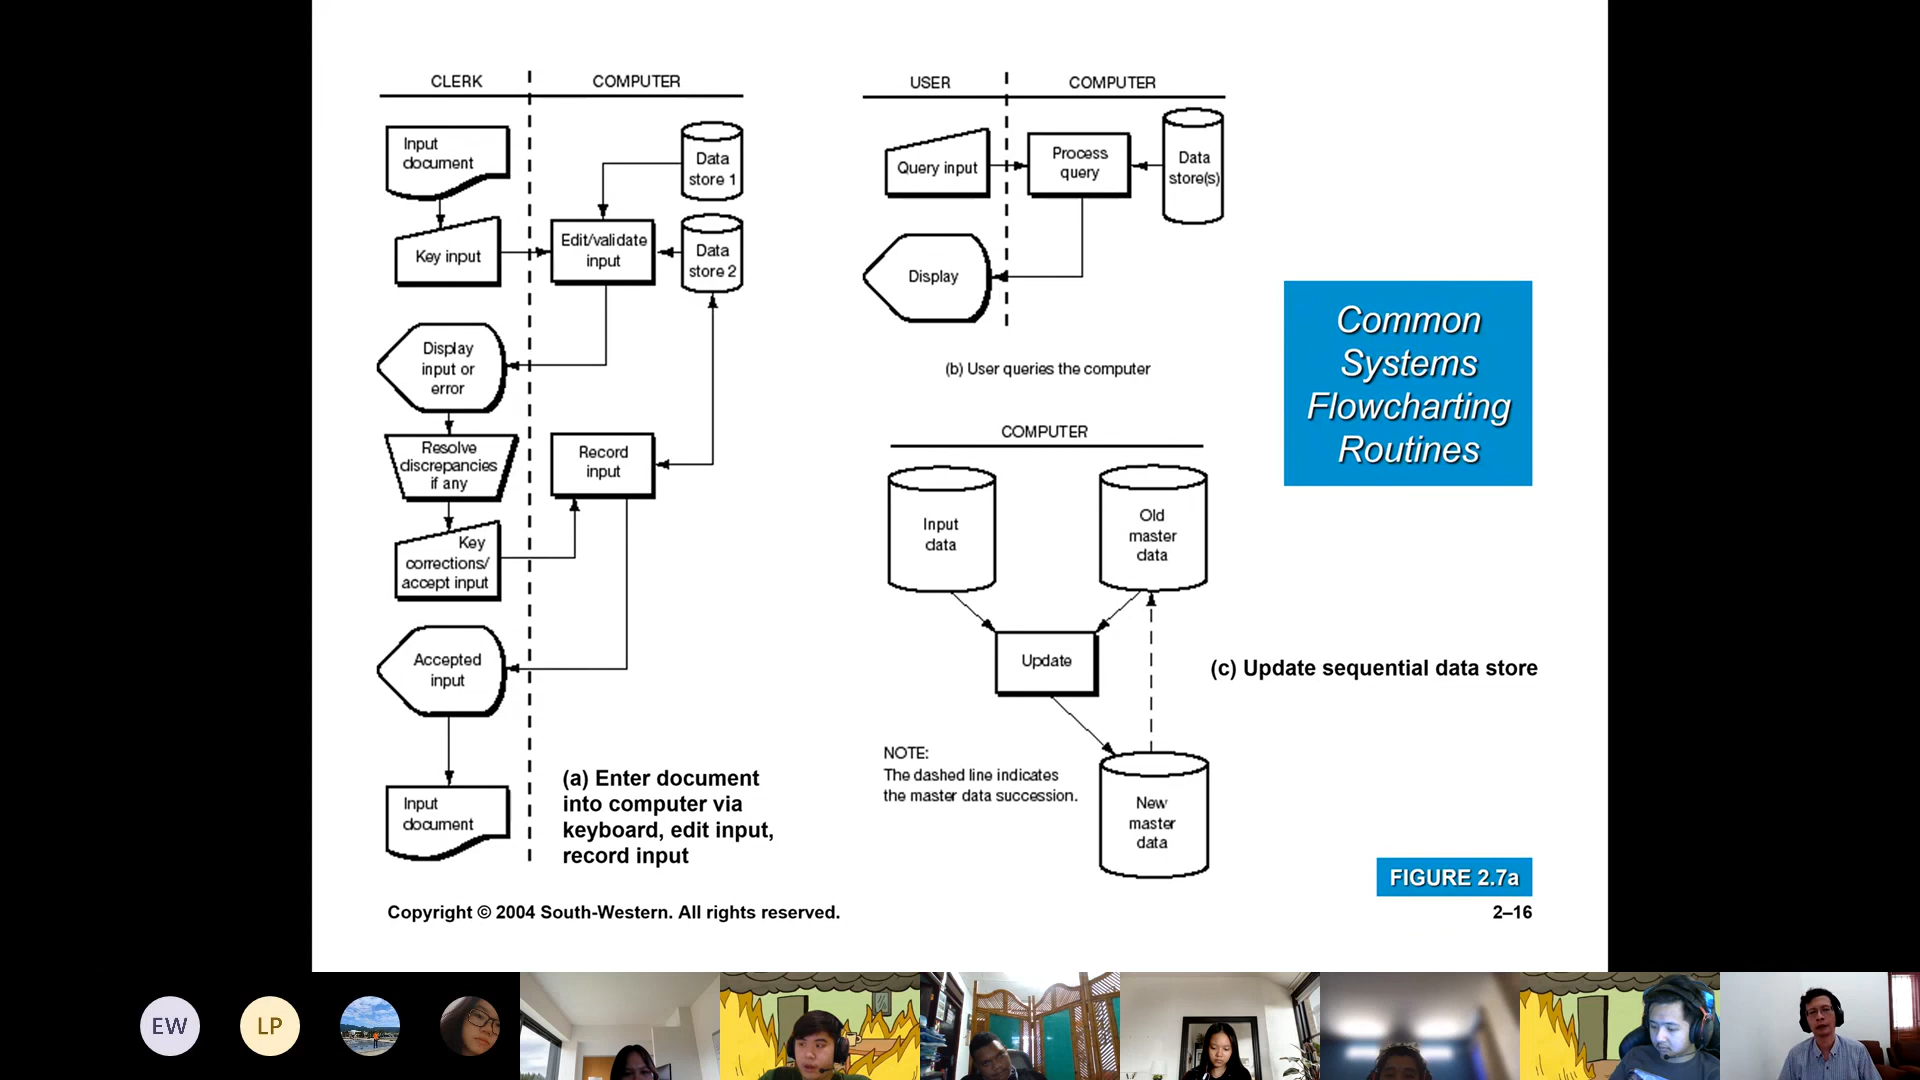 CLERK
COMPUTER
Input
document
Data
store 1
Key input
Edit/validate
input
Data
store 2
Display
input or
error
Resolve
discrepancies
if any
Record
input
Key
corrections/
accept input
Accepted
input
Input
document
(a) Enter document
into computer via
keyboard, edit input,
record input
USER
COMPUTER
Query input
Process
query
Data
store(s)
Display
(b) User queries the computer
COMPUTER
Input
data
Old
master
data
Update
(c) Update sequential data store
NOTE:
The dashed line indicates
the master data succession.
New
master
data
Common
Systems
Flowcharting
Routines
FIGURE 2.7a
Copyright © 2004 South-Western. All rights reserved.
2–16
EW
LP